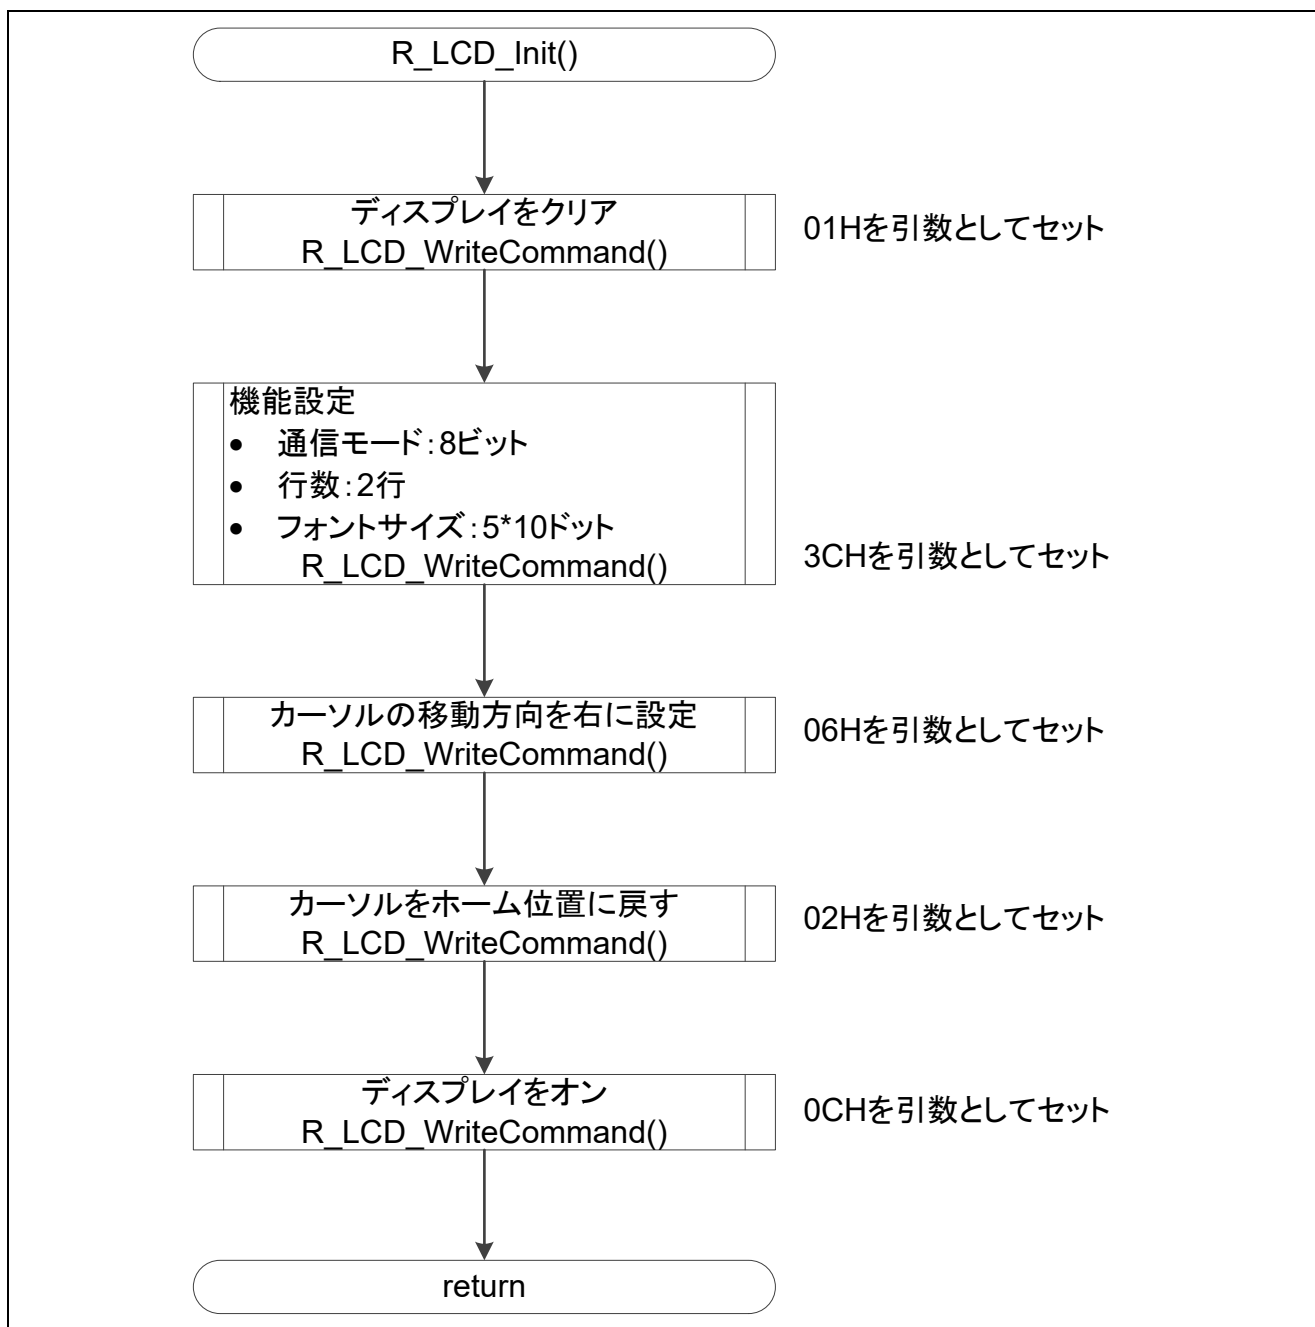 R_LCD_Init()
ディスプレイをクリア
R_LCD_WriteCommand()
01Hを引数としてセット
機能設定
• 通信モード：8ビット
• 行数：2行
• フォントサイズ：5*10ドット
R_LCD_WriteCommand()
3CHを引数としてセット
カーソルの移動方向を右に設定
R_LCD_WriteCommand()
06Hを引数としてセット
カーソルをホーム位置に戻す
R_LCD_WriteCommand()
02Hを引数としてセット
ディスプレイをオン
R_LCD_WriteCommand()
0CHを引数としてセット
return